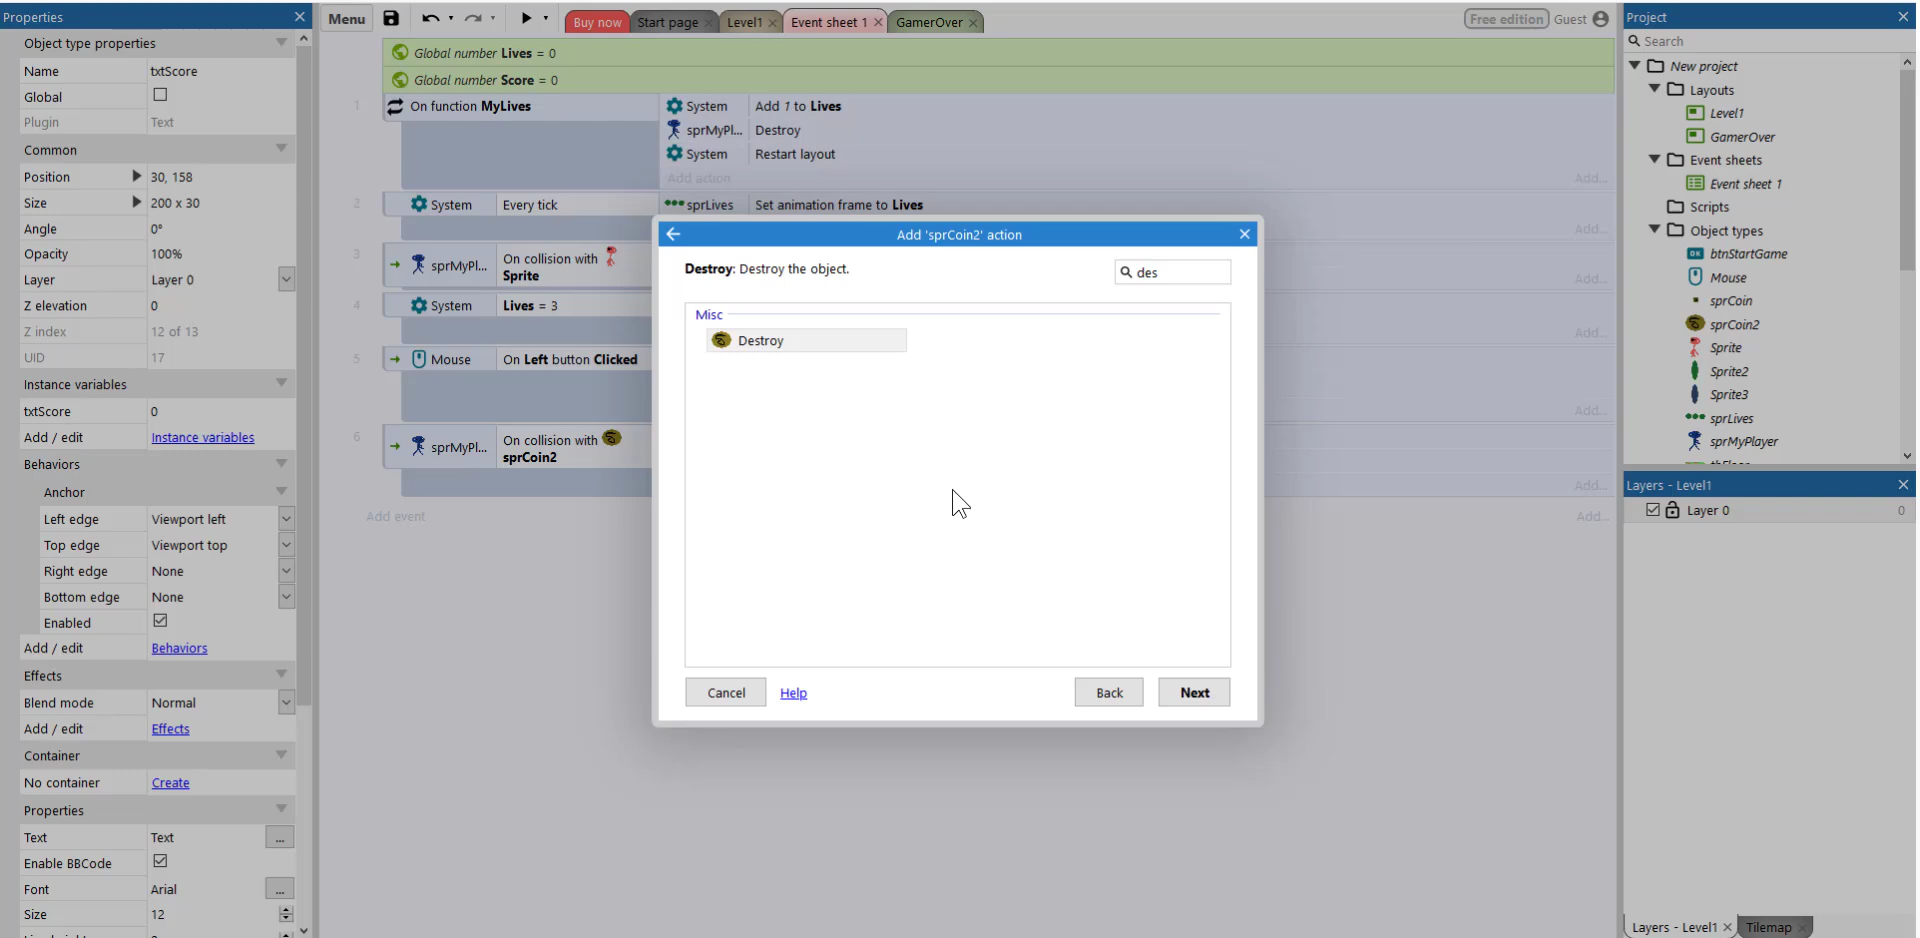 Properties
Object type properties
Name txtScore
Global
Plugin Text
Common
Position 30, 158
Size 200 x 30
Angle 0°
Opacity 100%
Layer Layer 0
Z elevation 0
Z index 12 of 13
UID 17
Instance variables
txtScore 0
Add / edit Instance variables
Behaviors
Anchor
Left edge Viewport left
Top edge Viewport top
Right edge None
Bottom edge None
Enabled
Add / edit Behaviors
Effects
Blend mode Normal
Add / edit Effects
Container
No container Create
Properties
Text Text ...
Enable BBCode
Font Arial ...
Size 12
Menu
Buy now
Start page
Level1
Event sheet 1
GamerOver
Free edition Guest
Global number Lives = 0
Global number Score = 0
1 On function MyLives
System Add 1 to Lives
sprMyPl... Destroy
System Restart layout
Add action Add...
2 System Every tick
sprLives Set animation frame to Lives
Add...
3 sprMyPl... On collision with Sprite
Add...
4 System Lives = 3
Add...
5 Mouse On Left button Clicked
Add...
6 sprMyPl... On collision with sprCoin2
Add...
Add event Add...
Add 'sprCoin2' action
Destroy: Destroy the object.
des
Misc
Destroy
Cancel Help Back Next
Project
Search
New project
Layouts
Level1
GamerOver
Event sheets
Event sheet 1
Scripts
Object types
btnStartGame
Mouse
sprCoin
sprCoin2
Sprite
Sprite2
Sprite3
sprLives
sprMyPlayer
Layers - Level1
Layer 0 0
Layers - Level1 Tilemap